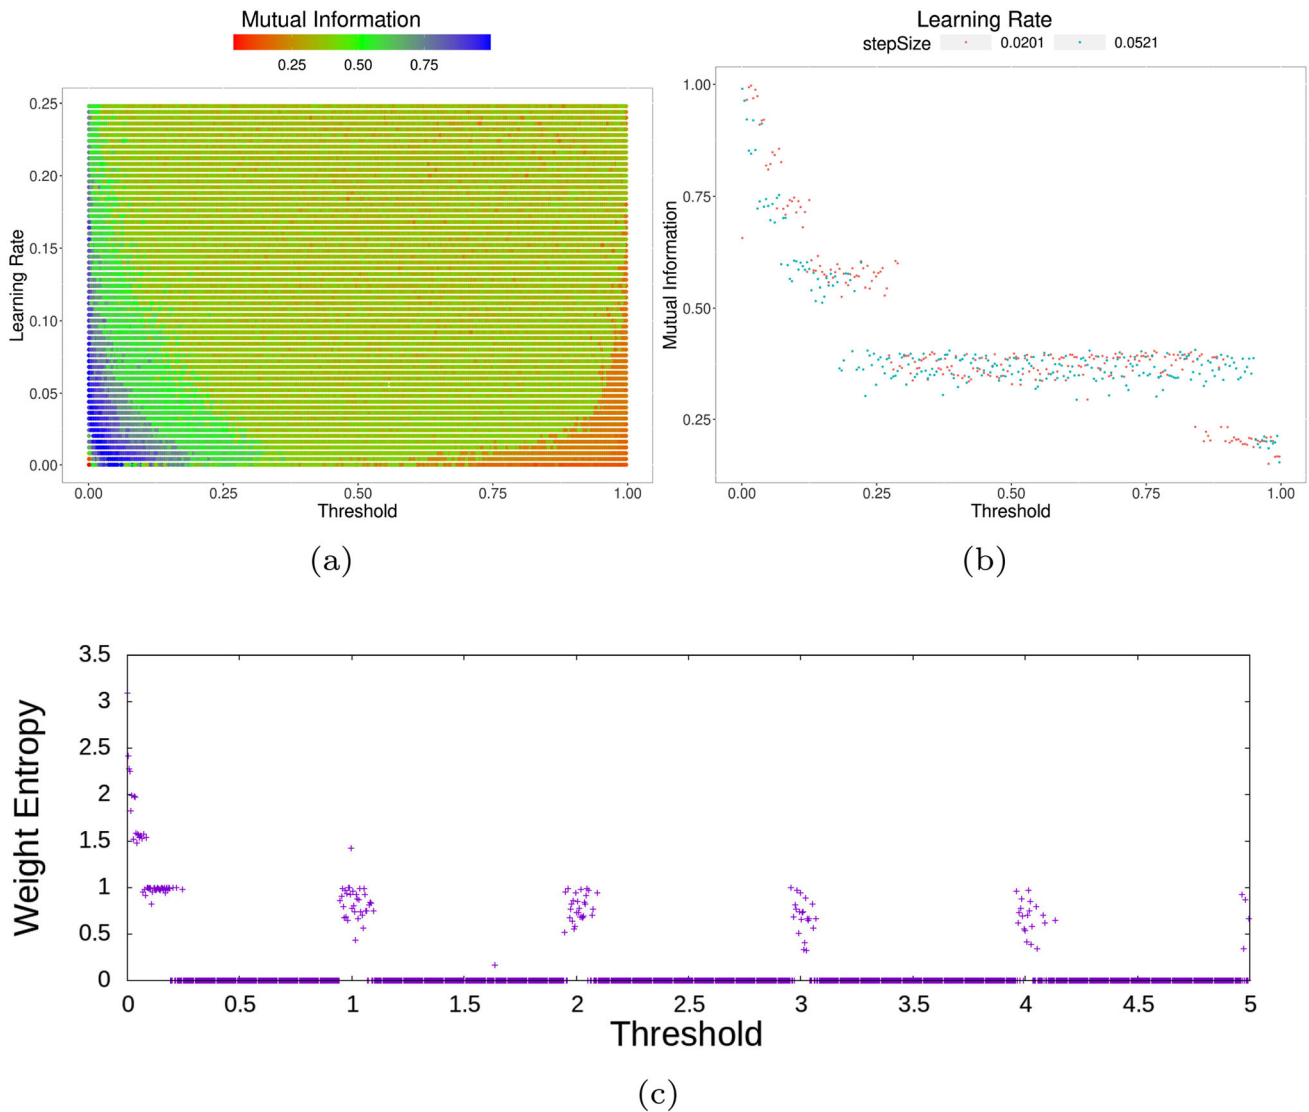 Mutual Information
0.25 0.50 0.75
Learning Rate
0.25
0.20
0.15
0.10
0.05
0.00
0.00 0.25 0.50 0.75 1.00
Threshold
(a)
Learning Rate
stepSize 0.0201 0.0521
Mutual Information
1.00
0.75
0.50
0.25
0.00 0.25 0.50 0.75 1.00
Threshold
(b)
Weight Entropy
3.5
3
2.5
2
1.5
1
0.5
0
0 0.5 1 1.5 2 2.5 3 3.5 4 4.5 5
Threshold
(c)